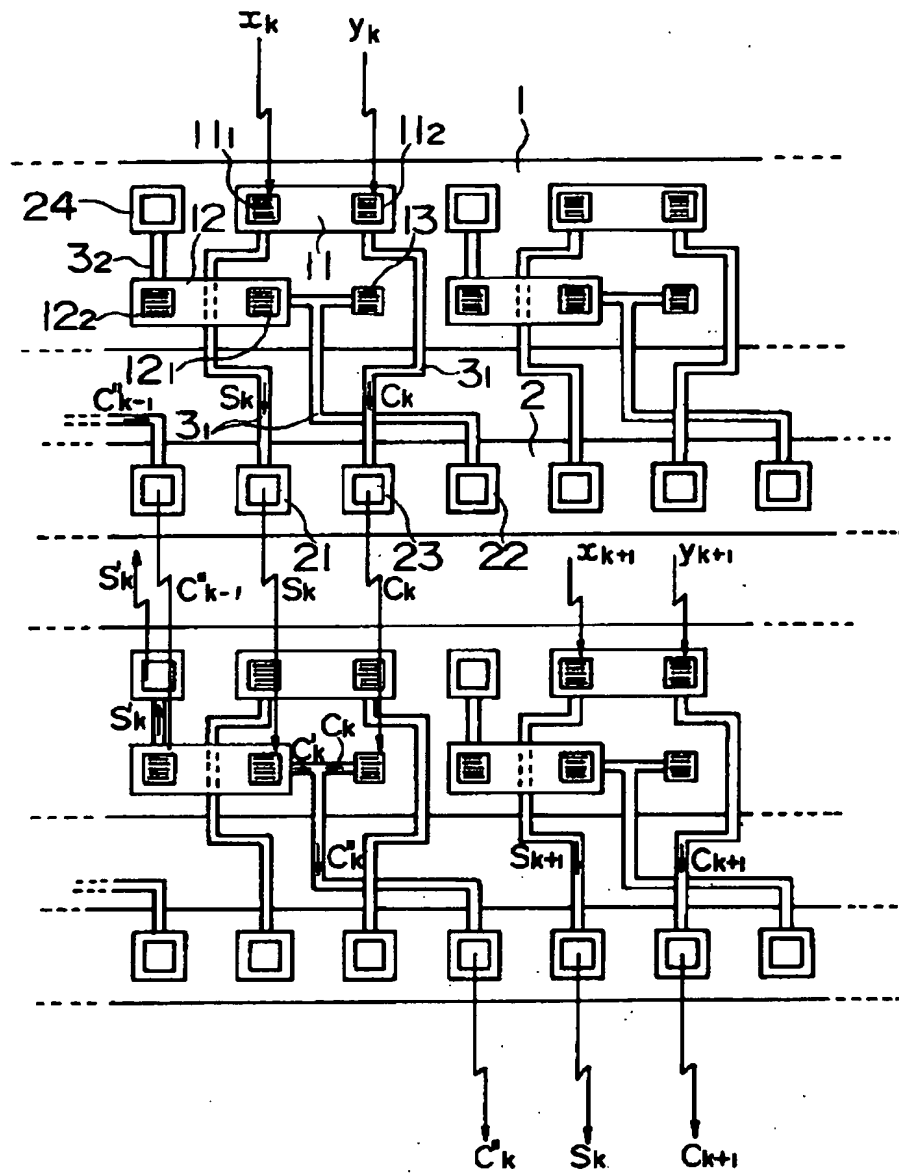 xk yk
1
11₁ 11₂
24
3₂ 12 11 13
12₂
12₁
3₁
C"k-1 Sk Ck
3₁ 2
21 23 22
xk+1 yk+1
S'k C"k-1 Sk Ck
S'k C'k Ck
C"k Sk+1 Ck+1
C"k Sk Ck+1